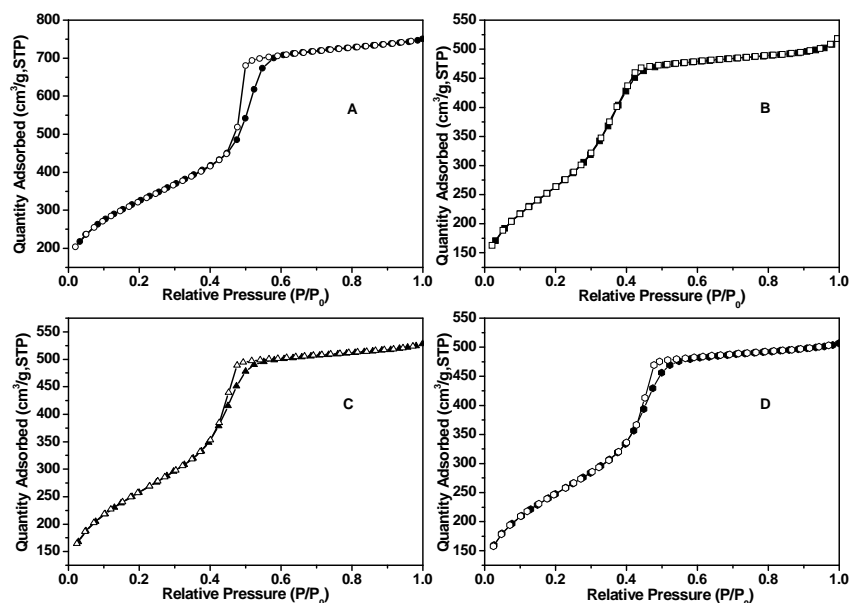 800
700
600
500
400
300
200
Quantity Adsorbed (cm³/g,STP)
A
0.0 0.2 0.4 0.6 0.8 1.0
Relative Pressure (P/P₀)
550
500
450
400
350
300
250
200
150
Quantity Adsorbed (cm³/g,STP)
B
0.0 0.2 0.4 0.6 0.8 1.0
Relative Pressure (P/P₀)
550
500
450
400
350
300
250
200
150
Quantity Adsorbed (cm³/g,STP)
C
0.0 0.2 0.4 0.6 0.8 1.0
Relative Pressure (P/P₀)
550
500
450
400
350
300
250
200
150
Quantity Adsorbed (cm³/g,STP)
D
0.0 0.2 0.4 0.6 0.8 1.0
Relative Pressure (P/P₀)